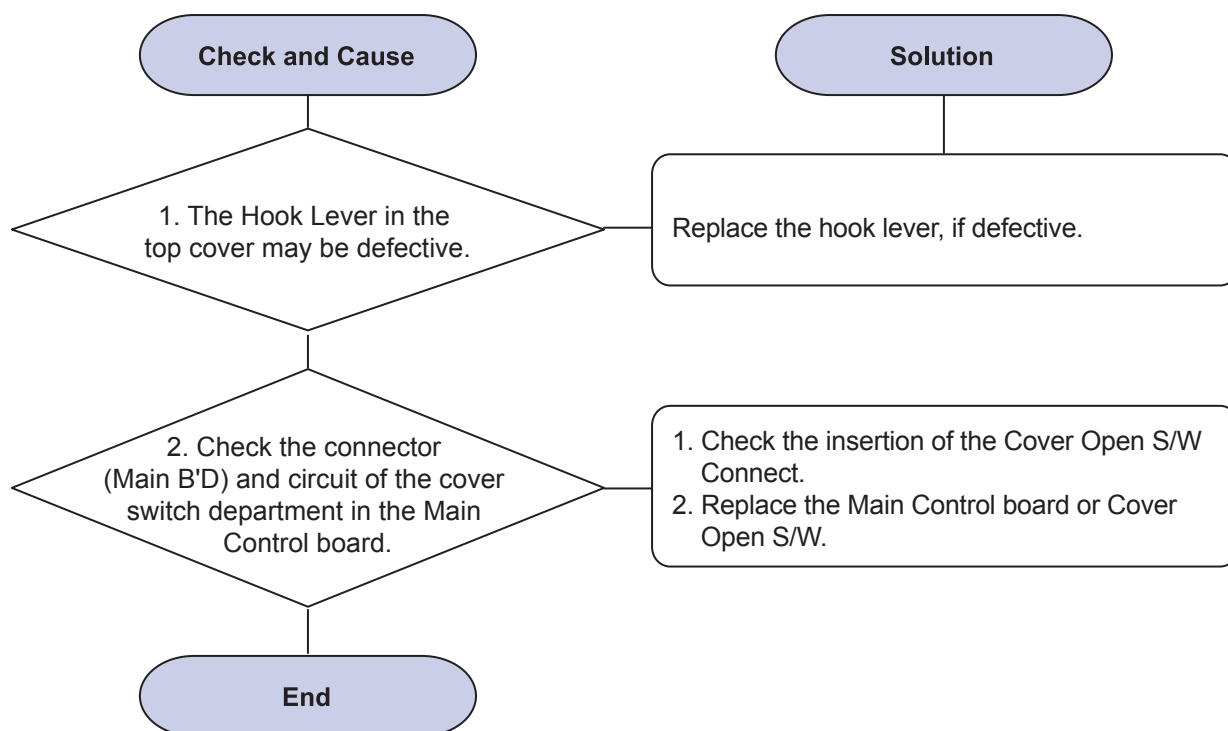 Check and Cause
Solution
1. The Hook Lever in the
top cover may be defective.
Replace the hook lever, if defective.
2. Check the connector
(Main B'D) and circuit of the cover
switch department in the Main
Control board.
1. Check the insertion of the Cover Open S/W
Connect.
2. Replace the Main Control board or Cover
Open S/W.
End